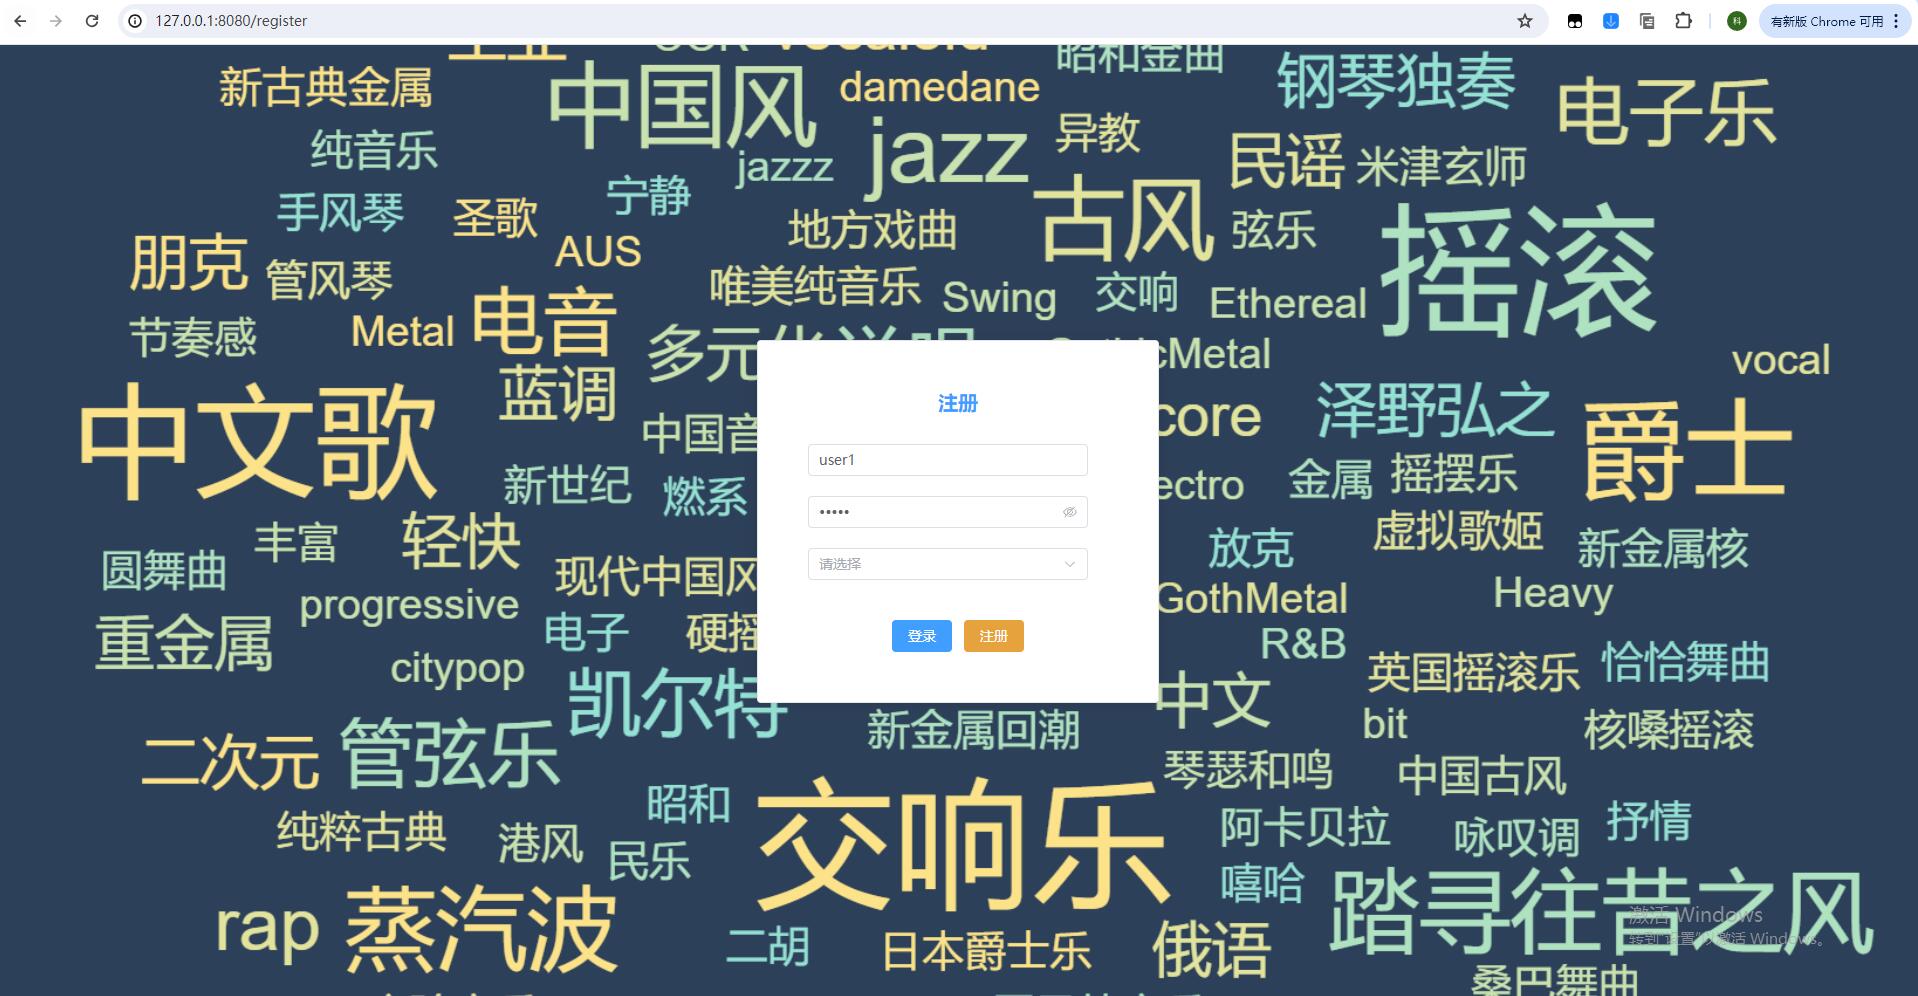 127.0.0.1:8080/register
科
有新版 Chrome 可用
昭和金曲
新古典金属
中国风
damedane
钢琴独奏
电子乐
纯音乐
jazzz
jazz
异教
民谣
米津玄师
手风琴
圣歌
宁静
地方戏曲
古风
弦乐
摇滚
朋克
管风琴
AUS
唯美纯音乐
Swing
交响
Ethereal
节奏感
Metal
电音
多元化说唱
cMetal
vocal
中文歌
蓝调
中国音
注册
core
泽野弘之
爵士
新世纪
燃系
user1
ectro
金属
摇摆乐
•••••
丰富
轻快
放克
虚拟歌姬
新金属核
圆舞曲
现代中国风
请选择
GothMetal
Heavy
progressive
重金属
电子
硬摇
登录
注册
R&B
英国摇滚乐
恰恰舞曲
citypop
凯尔特
中文
二次元
管弦乐
新金属回潮
bit
核嗓摇滚
琴瑟和鸣
中国古风
纯粹古典
港风
昭和
民乐
交响乐
阿卡贝拉
咏叹调
抒情
嘻哈
rap
蒸汽波
二胡
日本爵士乐
俄语
踏寻往昔之风
激活 Windows
转到"设置"以激活 Windows。
桑巴舞曲